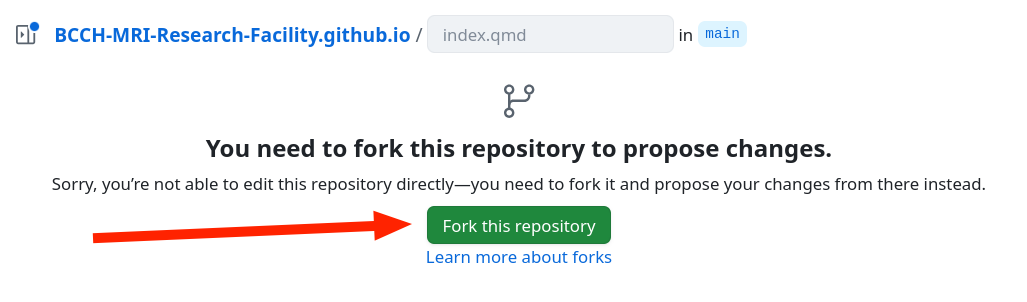 BCCH-MRI-Research-Facility.github.io / index.qmd in main
You need to fork this repository to propose changes.
Sorry, you’re not able to edit this repository directly—you need to fork it and propose your changes from there instead.
Fork this repository
Learn more about forks